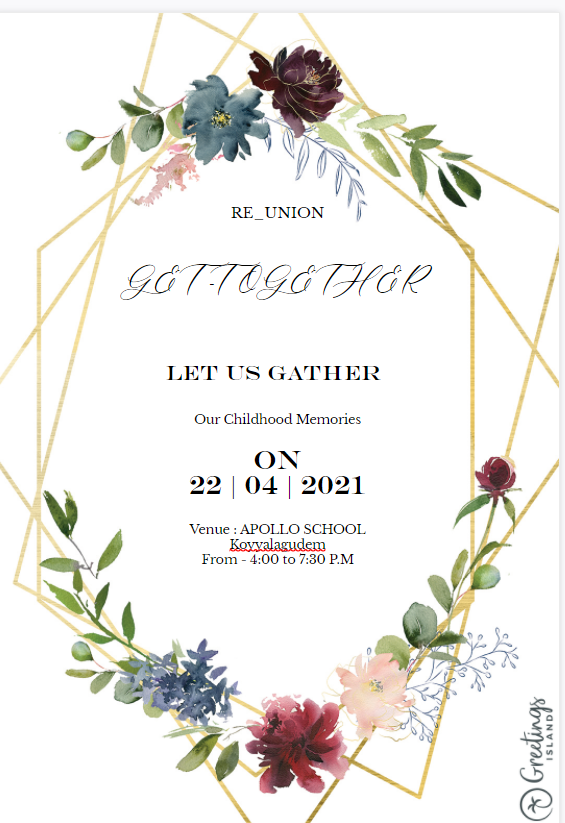 RE_UNION
GET-TOGETHER
LET US GATHER
Our Childhood Memories
ON
22 | 04 | 2021
Venue : APOLLO SCHOOL
Koyyalagudem
From - 4:00 to 7:30 P.M
Greetings
ISLAND